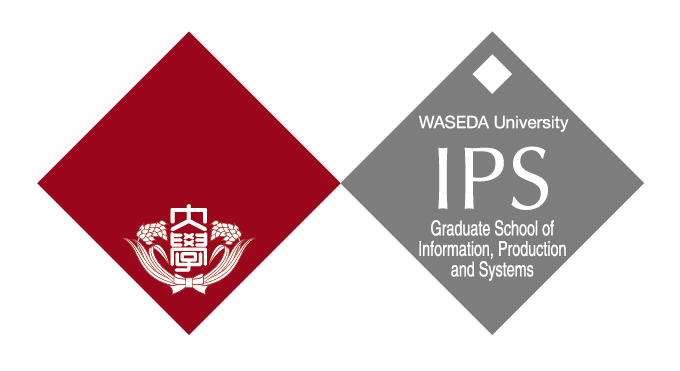 大
學
WASEDA University
IPS
Graduate School of
Information, Production
and Systems